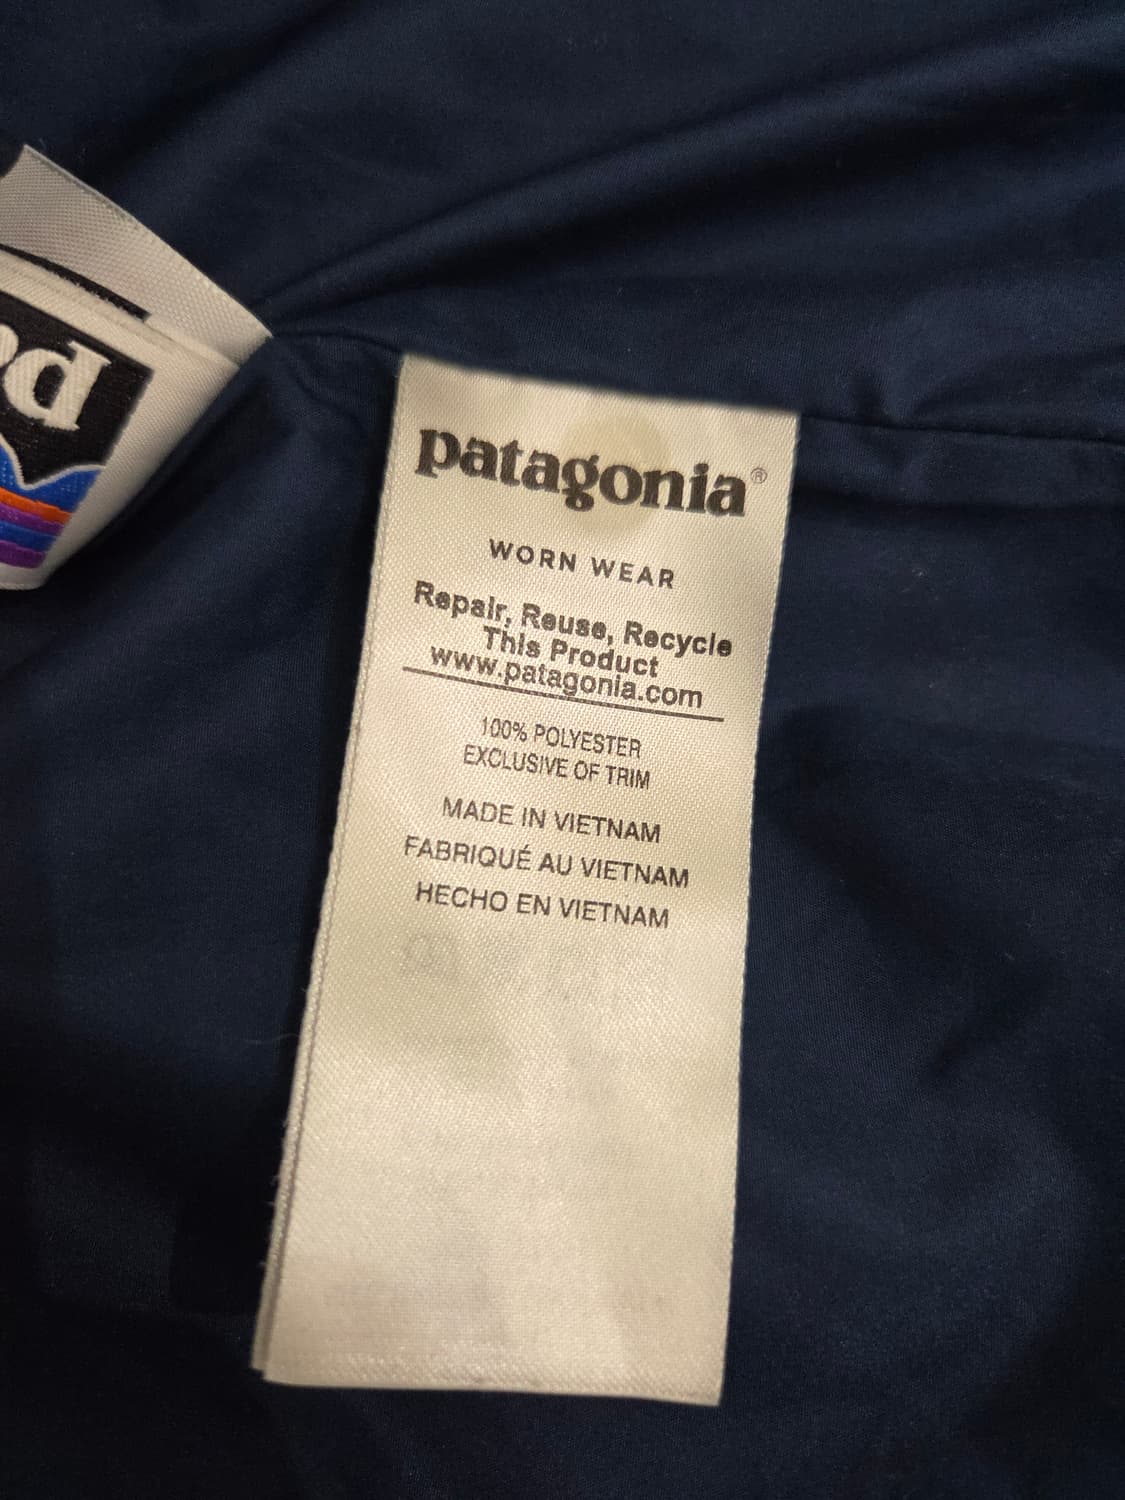 pa
patagonia®
WORN WEAR
Repair, Reuse, Recycle
This Product
www.patagonia.com
100% POLYESTER
EXCLUSIVE OF TRIM
MADE IN VIETNAM
FABRIQUÉ AU VIETNAM
HECHO EN VIETNAM